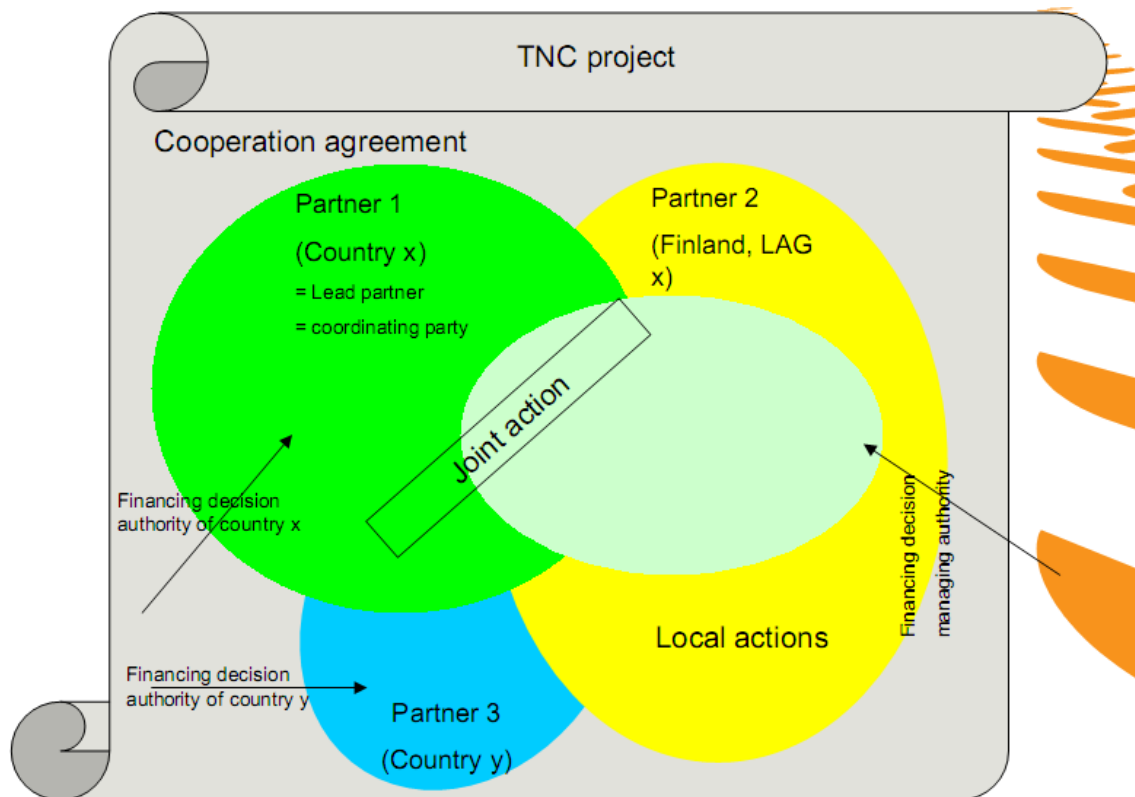 TNC project
Cooperation agreement
Partner 1
(Country x)
= Lead partner
= coordinating party
Partner 2
(Finland, LAG
x)
Joint action
Financing decision
authority of country x
Financing decision
managing authority
Local actions
Financing decision
authority of country y
Partner 3
(Country y)